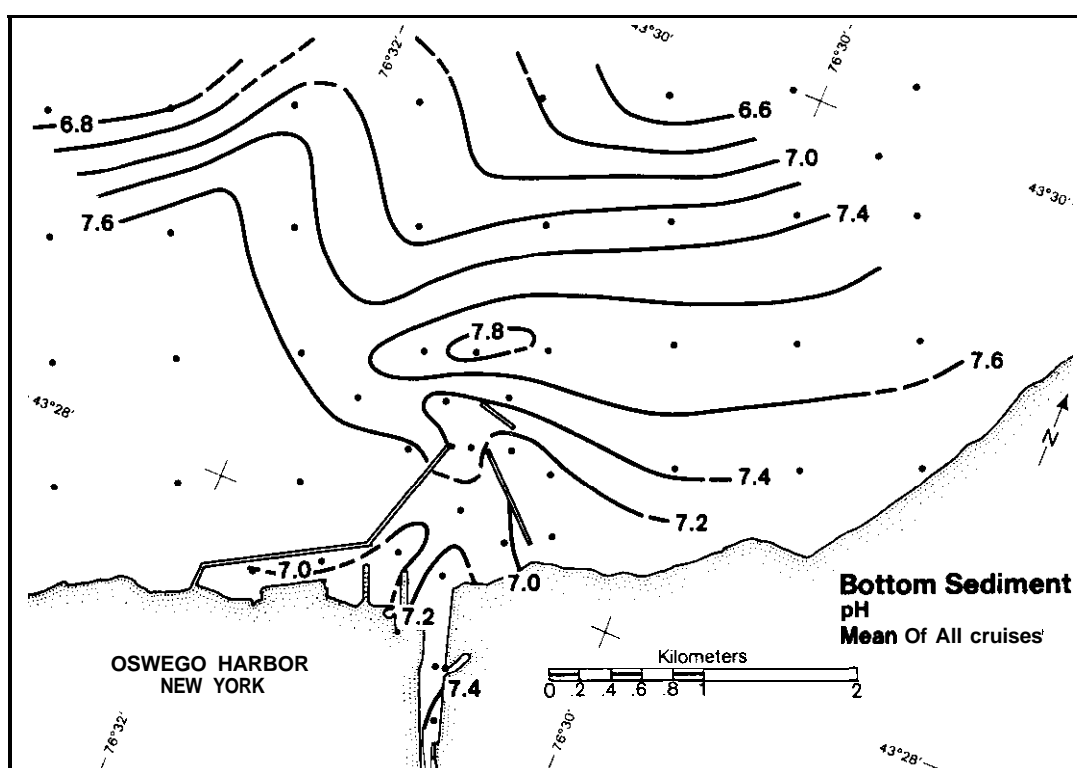 76°32'
43°30'
76°30'
6.8
6.6
7.0
43°30'
7.6
7.4
7.8
7.6
43°28'
N
7.4
7.2
7.0
7.0
Bottom Sediment
pH
7.2
Mean Of All cruises
OSWEGO HARBOR
NEW YORK
Kilometers
7.4
0 .2 .4 .6 .8 1 2
76°32'
76°30'
43°28'